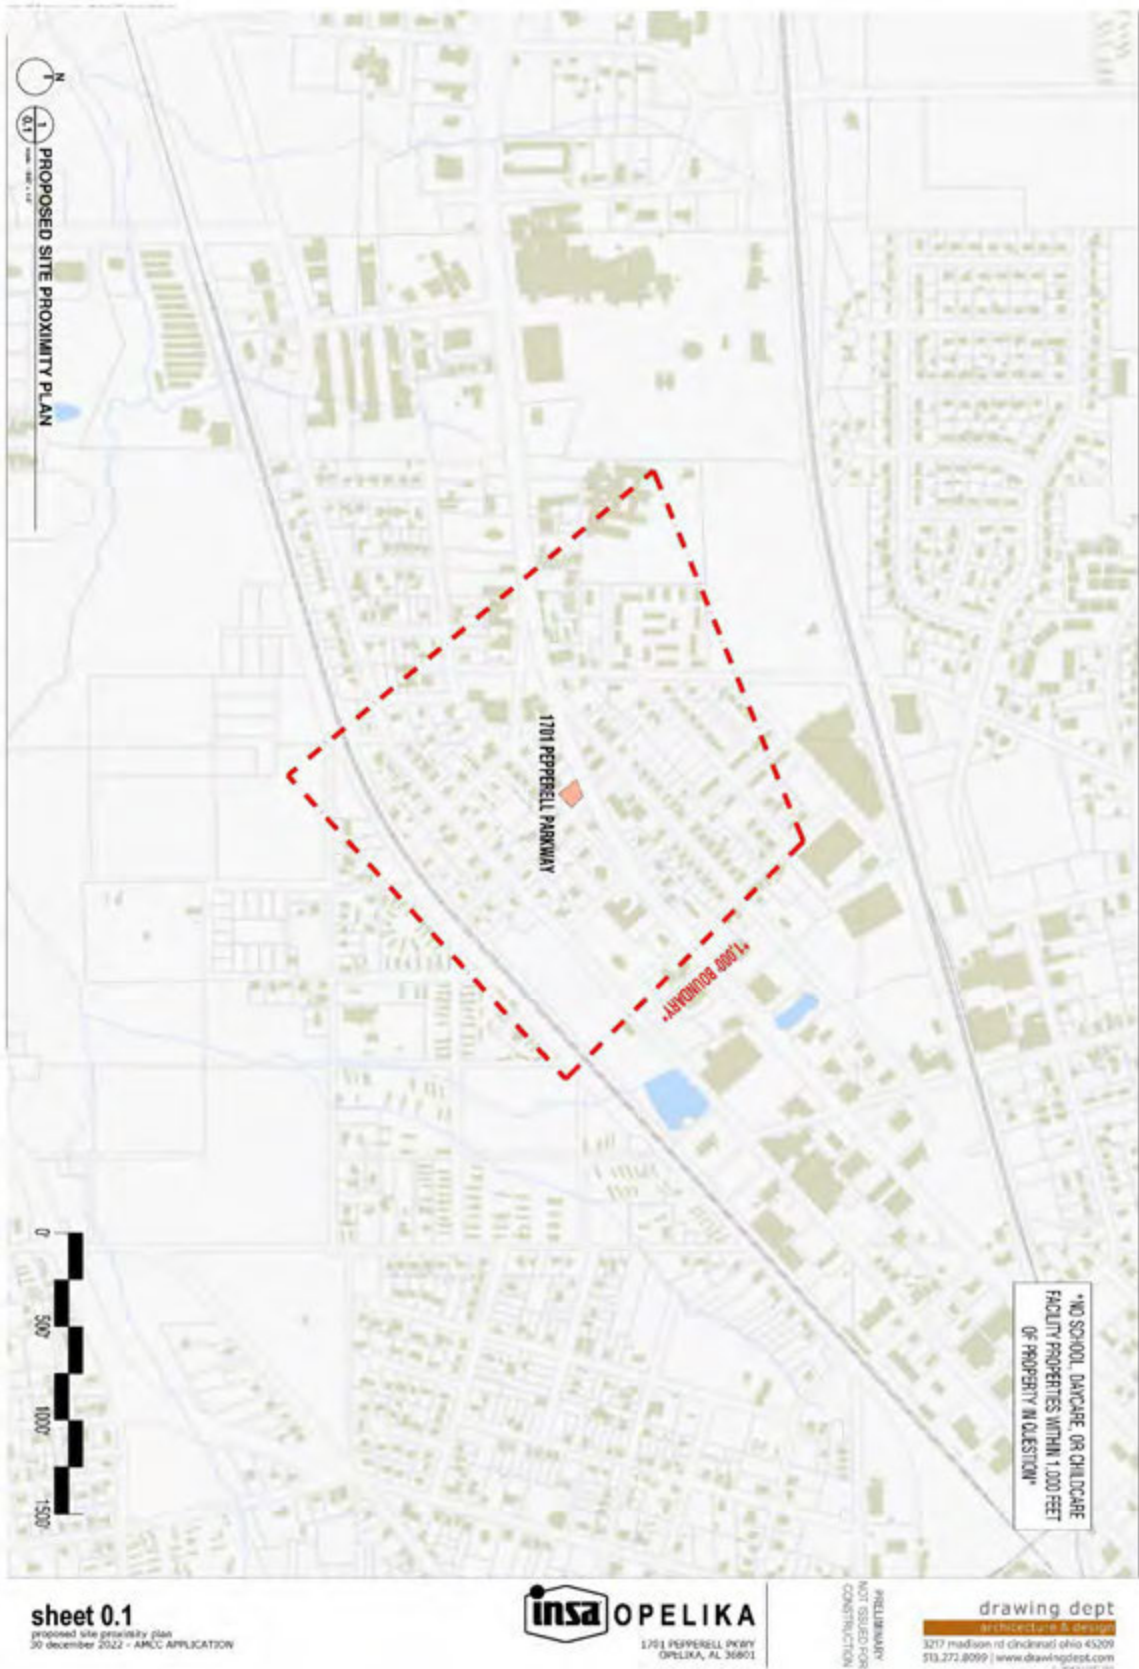 N
1
0.1
PROPOSED SITE PROXIMITY PLAN
1701 PEPPERELL PARKWAY
"1,000' BOUNDARY"
0'
500'
1000'
1500'
"NO SCHOOL, DAYCARE, OR CHILDCARE
FACILITY PROPERTIES WITHIN 1,000 FEET
OF PROPERTY IN QUESTION"
sheet 0.1
proposed site proximity plan
30 december 2022 - AMCC APPLICATION
insa OPELIKA
1701 PEPPERELL PKWY
OPELIKA, AL 36801
PRELIMINARY
NOT ISSUED FOR
CONSTRUCTION
drawing dept
architecture & design
3217 madison rd cincinnati ohio 45209
513.272.8099 | www.drawingdept.com